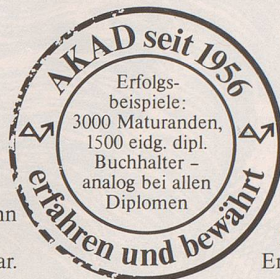 AKAD seit 1956
Erfolgs-
beispiele:
3000 Maturanden,
1500 eidg. dipl.
Buchhalter –
analog bei allen
Diplomen
erfahren und bewährt